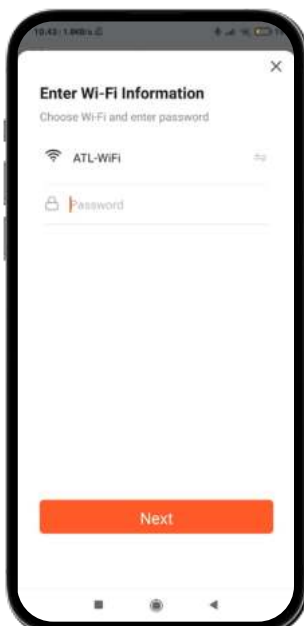 Enter Wi-Fi Information
Choose Wi-Fi and enter password
ATL-WiFi
Password
Next